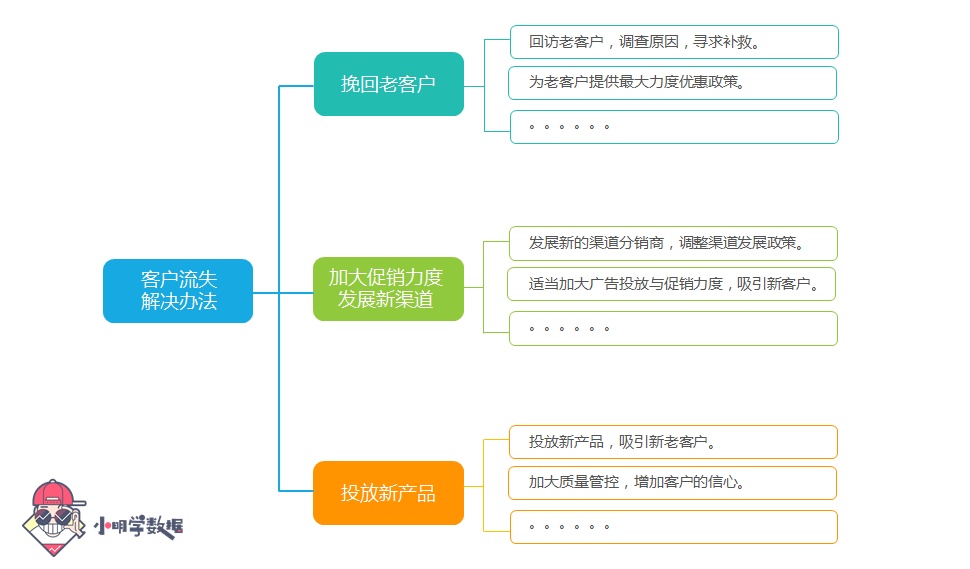 回访老客户，调查原因，寻求补救。
挽回老客户
为老客户提供最大力度优惠政策。
。。。。。。
发展新的渠道分销商，调整渠道发展政策。
客户流失
解决办法
加大促销力度
发展新渠道
适当加大广告投放与促销力度，吸引新客户。
。。。。。。
投放新产品，吸引新老客户。
投放新产品
加大质量管控，增加客户的信心。
。。。。。。
小明学数据